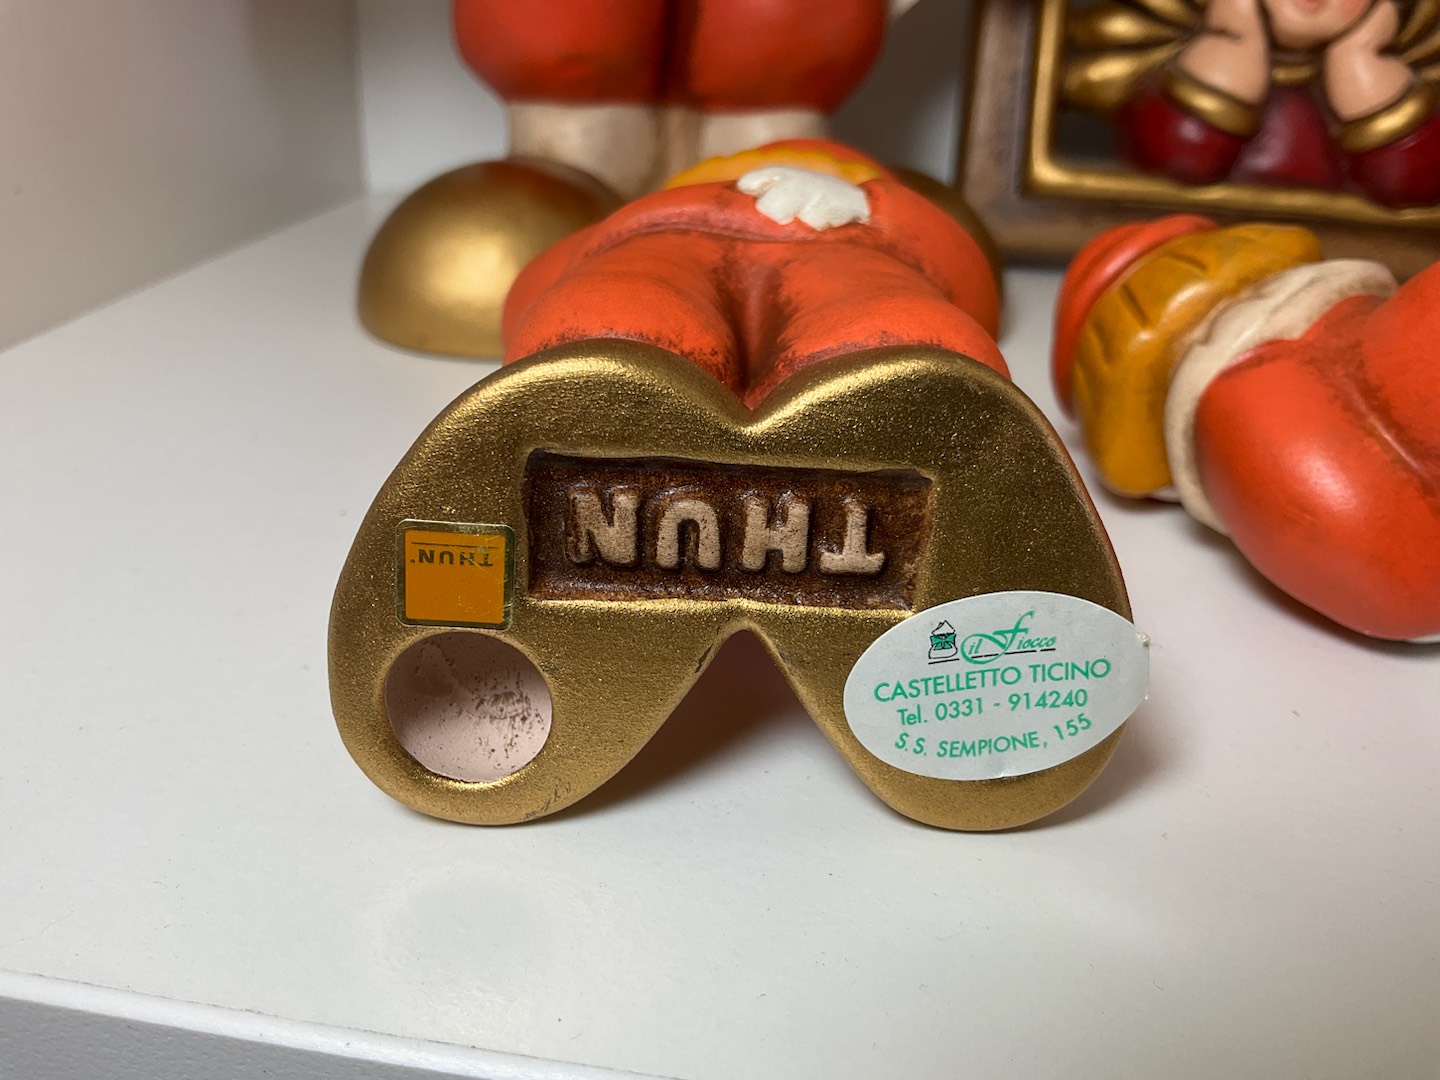 THUN
THUN®
il Fiocco
CASTELLETTO TICINO
Tel. 0331 - 914240
S.S. SEMPIONE, 155